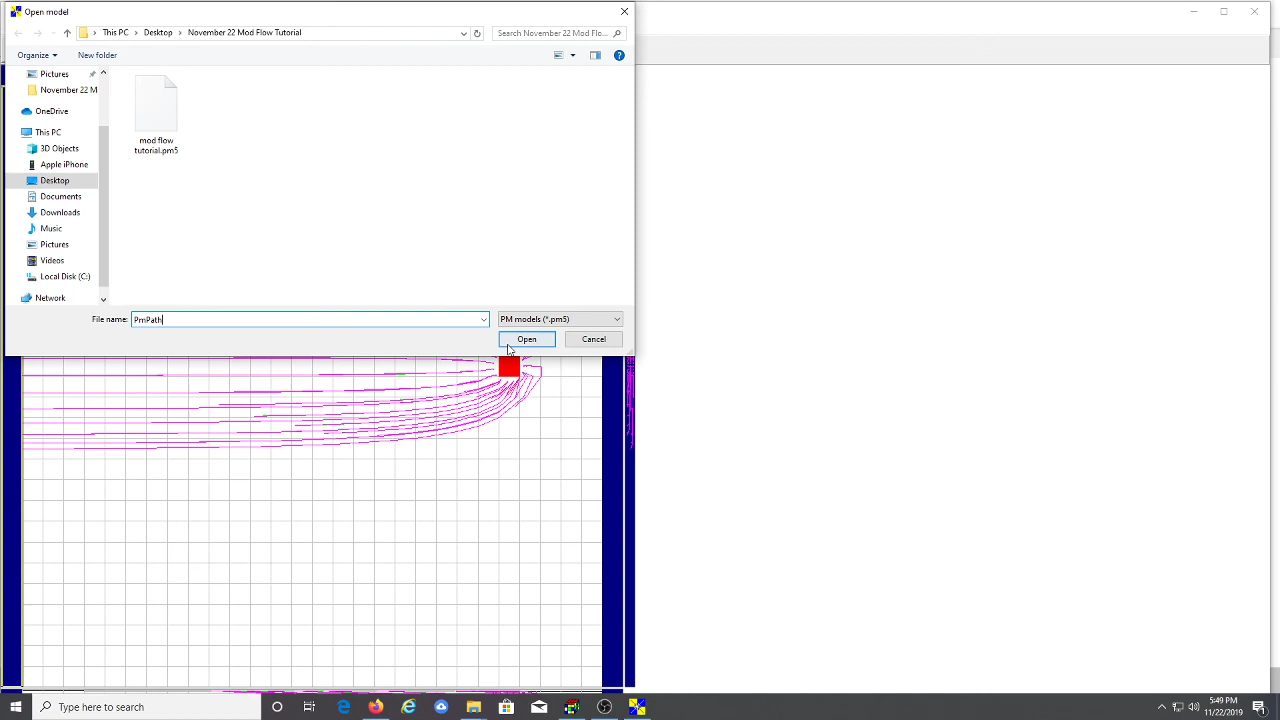 Open model
This PC
Desktop
November 22 Mod Flow Tutorial
Search November 22 Mod Flo...
Organize
New folder
Pictures
November 22 M
OneDrive
This PC
3D Objects
Apple iPhone
Desktop
Documents
Downloads
Music
Pictures
Videos
Local Disk (C:)
Network
mod flow
tutorial.pm5
File name:
PmPath
PM models (*.pm5)
Open
Cancel
Type here to search
5:49 PM
11/22/2019